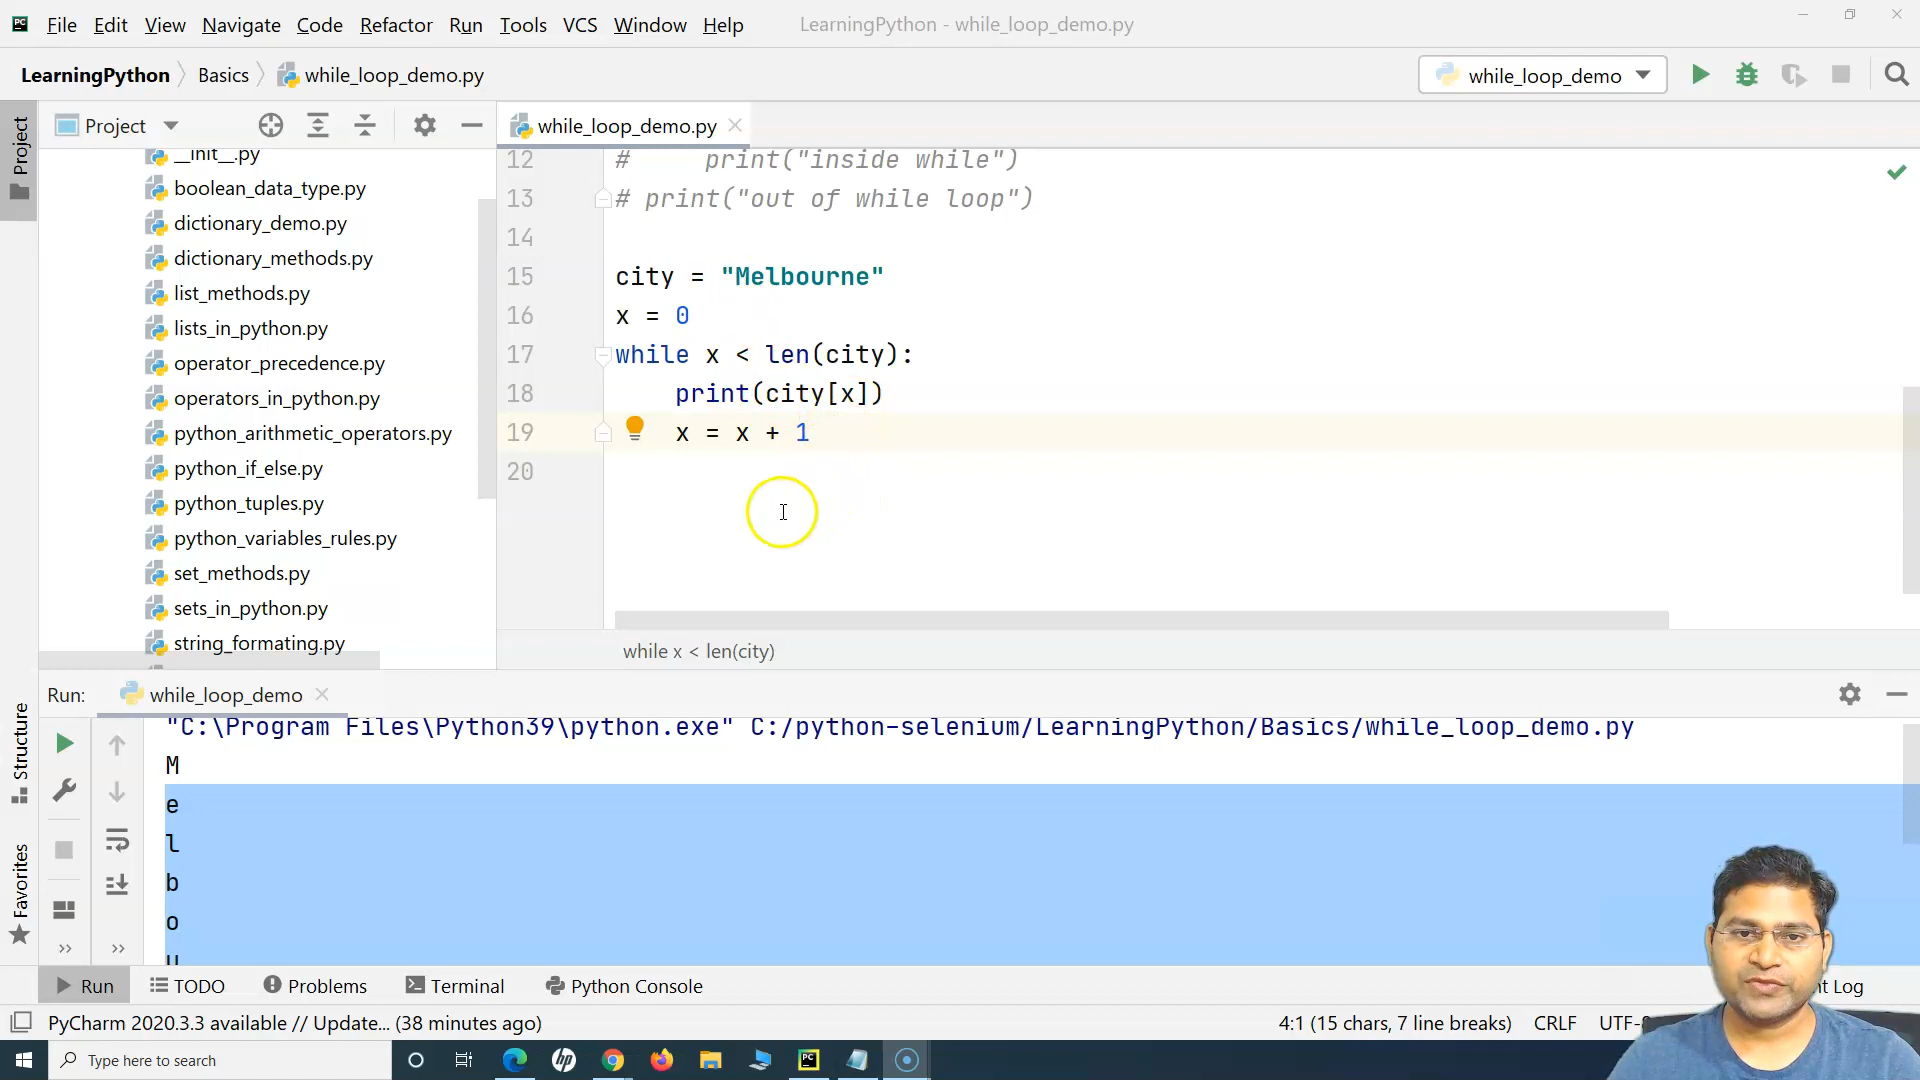 File Edit View Navigate Code Refactor Run Tools VCS Window Help LearningPython - while_loop_demo.py
LearningPython Basics while_loop_demo.py while_loop_demo
Project
Project while_loop_demo.py
__init__.py
boolean_data_type.py
dictionary_demo.py
dictionary_methods.py
list_methods.py
lists_in_python.py
operator_precedence.py
operators_in_python.py
python_arithmetic_operators.py
python_if_else.py
python_tuples.py
python_variables_rules.py
set_methods.py
sets_in_python.py
string_formating.py
12 # print("inside while")
13 # print("out of while loop")
14
15 city = "Melbourne"
16 x = 0
17 while x < len(city):
18 print(city[x])
19 x = x + 1
20
while x < len(city)
Structure
Favorites
Run: while_loop_demo
"C:\Program Files\Python39\python.exe" C:/python-selenium/LearningPython/Basics/while_loop_demo.py
M
e
l
b
o
u
Run TODO Problems Terminal Python Console Log
PyCharm 2020.3.3 available // Update... (38 minutes ago) 4:1 (15 chars, 7 line breaks) CRLF
Type here to search